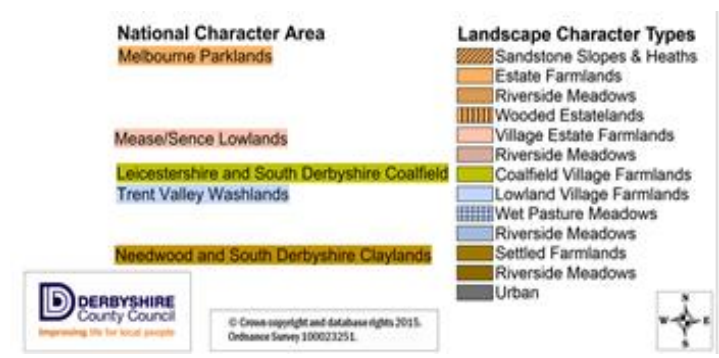 National Character Area
Melbourne Parklands
Mease/Sence Lowlands
Leicestershire and South Derbyshire Coalfield
Trent Valley Washlands
Needwood and South Derbyshire Claylands
Landscape Character Types
Sandstone Slopes & Heaths
Estate Farmlands
Riverside Meadows
Wooded Estatelands
Village Estate Farmlands
Riverside Meadows
Coalfield Village Farmlands
Lowland Village Farmlands
Wet Pasture Meadows
Riverside Meadows
Settled Farmlands
Riverside Meadows
Urban
DERBYSHIRE
County Council
Improving life for local people
© Crown copyright and database rights 2015.
Ordnance Survey 100023251.
N
W E
S